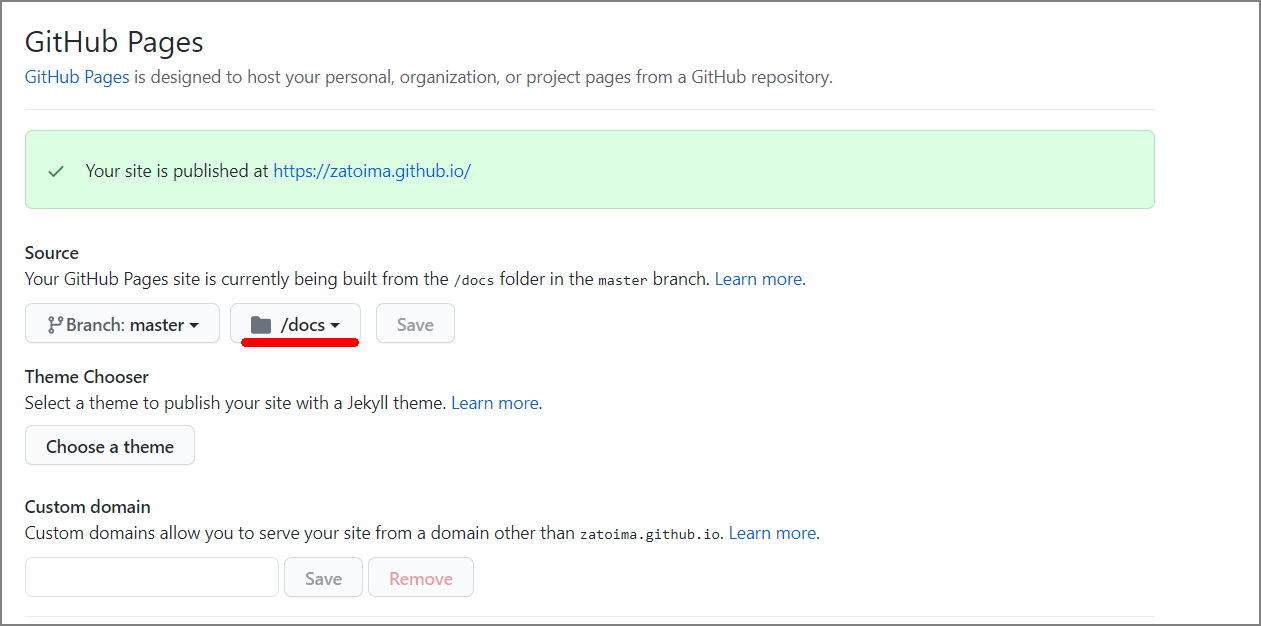 GitHub Pages
GitHub Pages is designed to host your personal, organization, or project pages from a GitHub repository.
Your site is published at https://zatoima.github.io/
Source
Your GitHub Pages site is currently being built from the /docs folder in the master branch. Learn more.
Branch: master /docs Save
Theme Chooser
Select a theme to publish your site with a Jekyll theme. Learn more.
Choose a theme
Custom domain
Custom domains allow you to serve your site from a domain other than zatoima.github.io. Learn more.
Save Remove